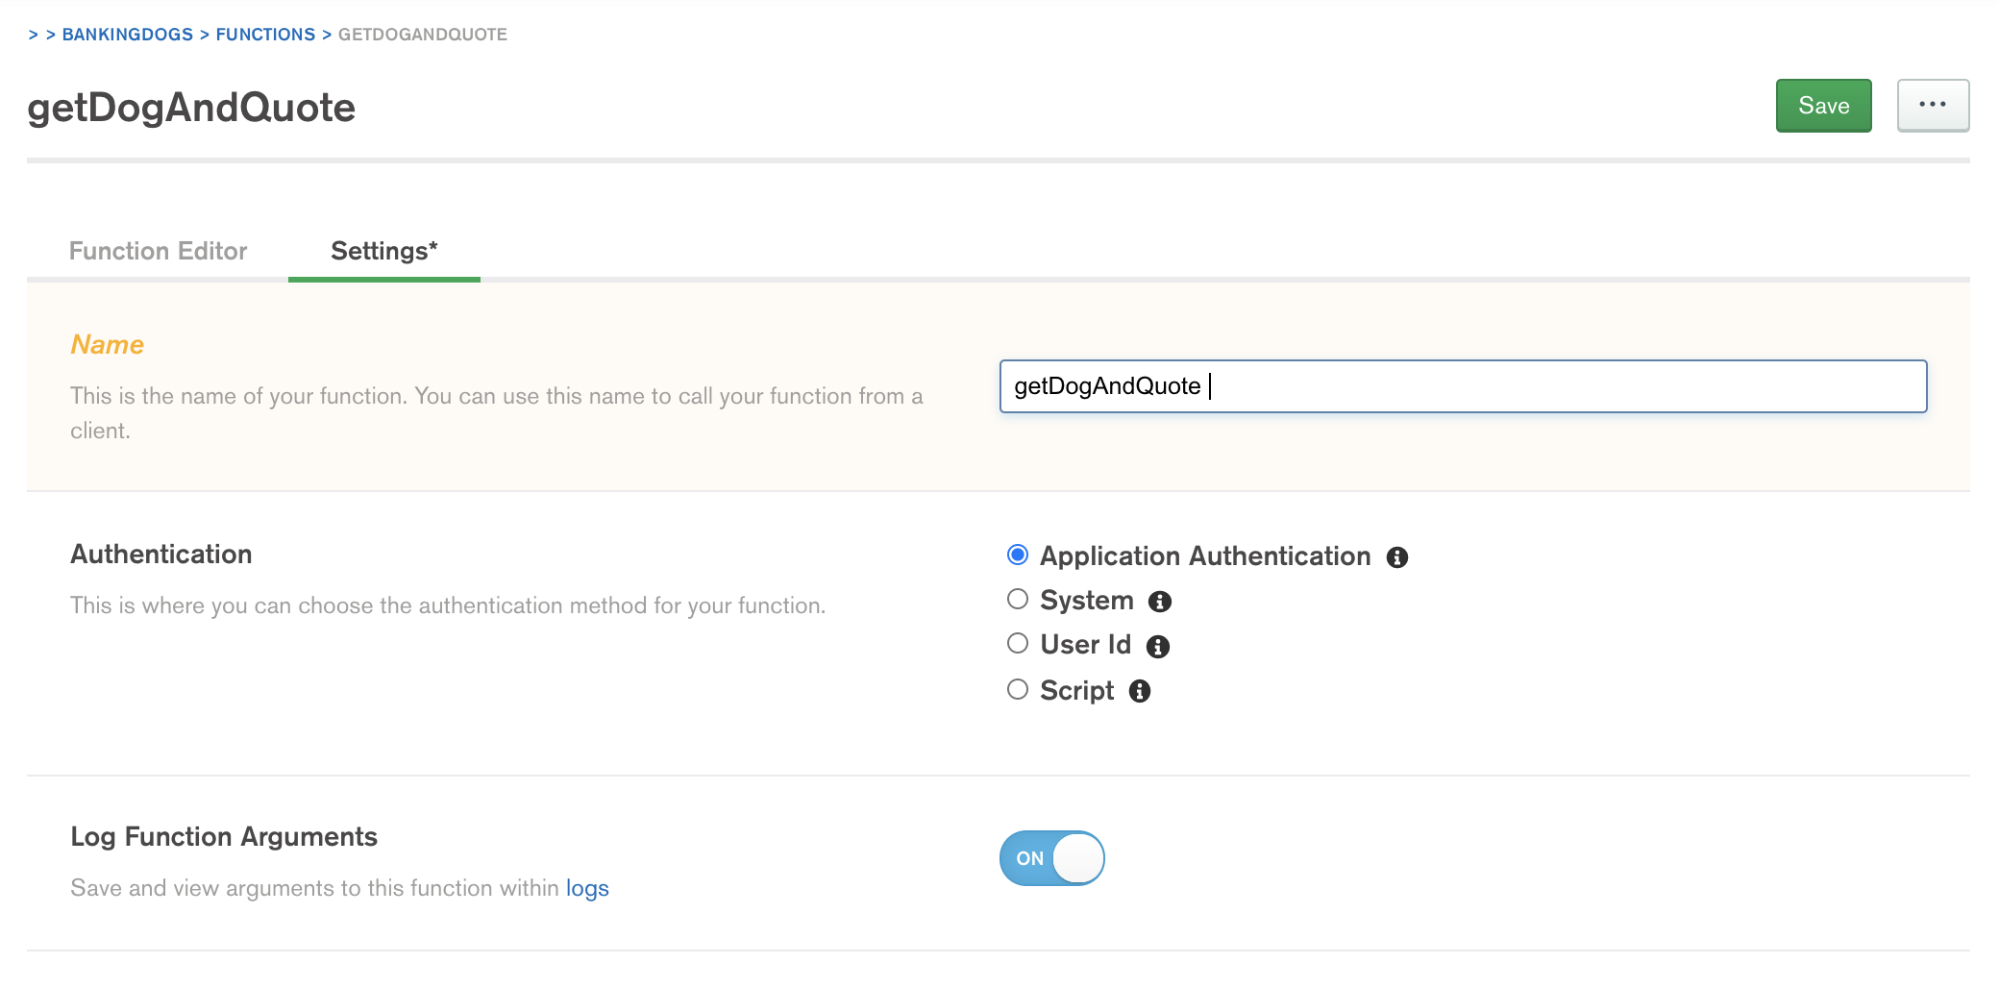 > > BANKINGDOGS > FUNCTIONS > GETDOGANDQUOTE
getDogAndQuote
Save
...
Function Editor
Settings*
Name
This is the name of your function. You can use this name to call your function from a
client.
getDogAndQuote
Authentication
This is where you can choose the authentication method for your function.
Application Authentication
System
User Id
Script
Log Function Arguments
Save and view arguments to this function within logs
ON